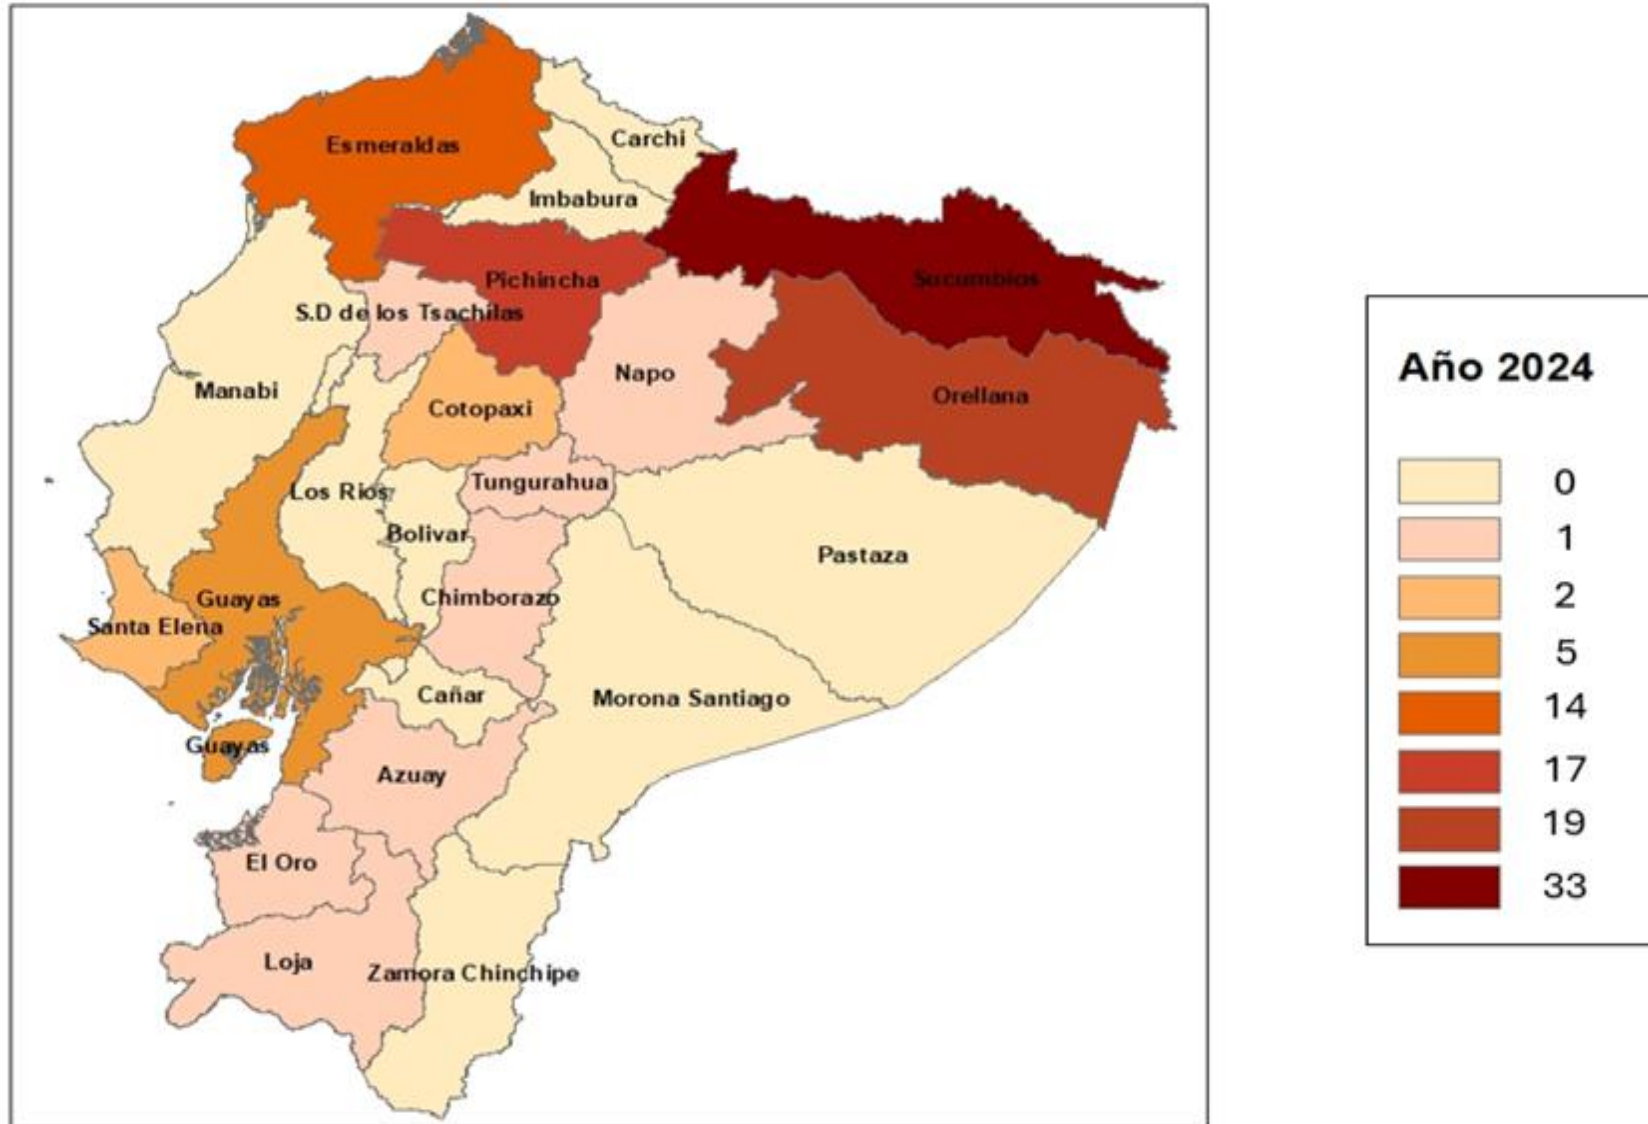 Esmeraldas
Carchi
Imbabura
Pichincha
Sucumbios
S.D de los Tsachilas
Napo
Manabi
Orellana
Cotopaxi
Los Rios
Tungurahua
Bolivar
Pastaza
Guayas
Chimborazo
Santa Elena
Cañar
Morona Santiago
Guayas
Azuay
El Oro
Loja
Zamora Chinchipe
Año 2024
0
1
2
5
14
17
19
33